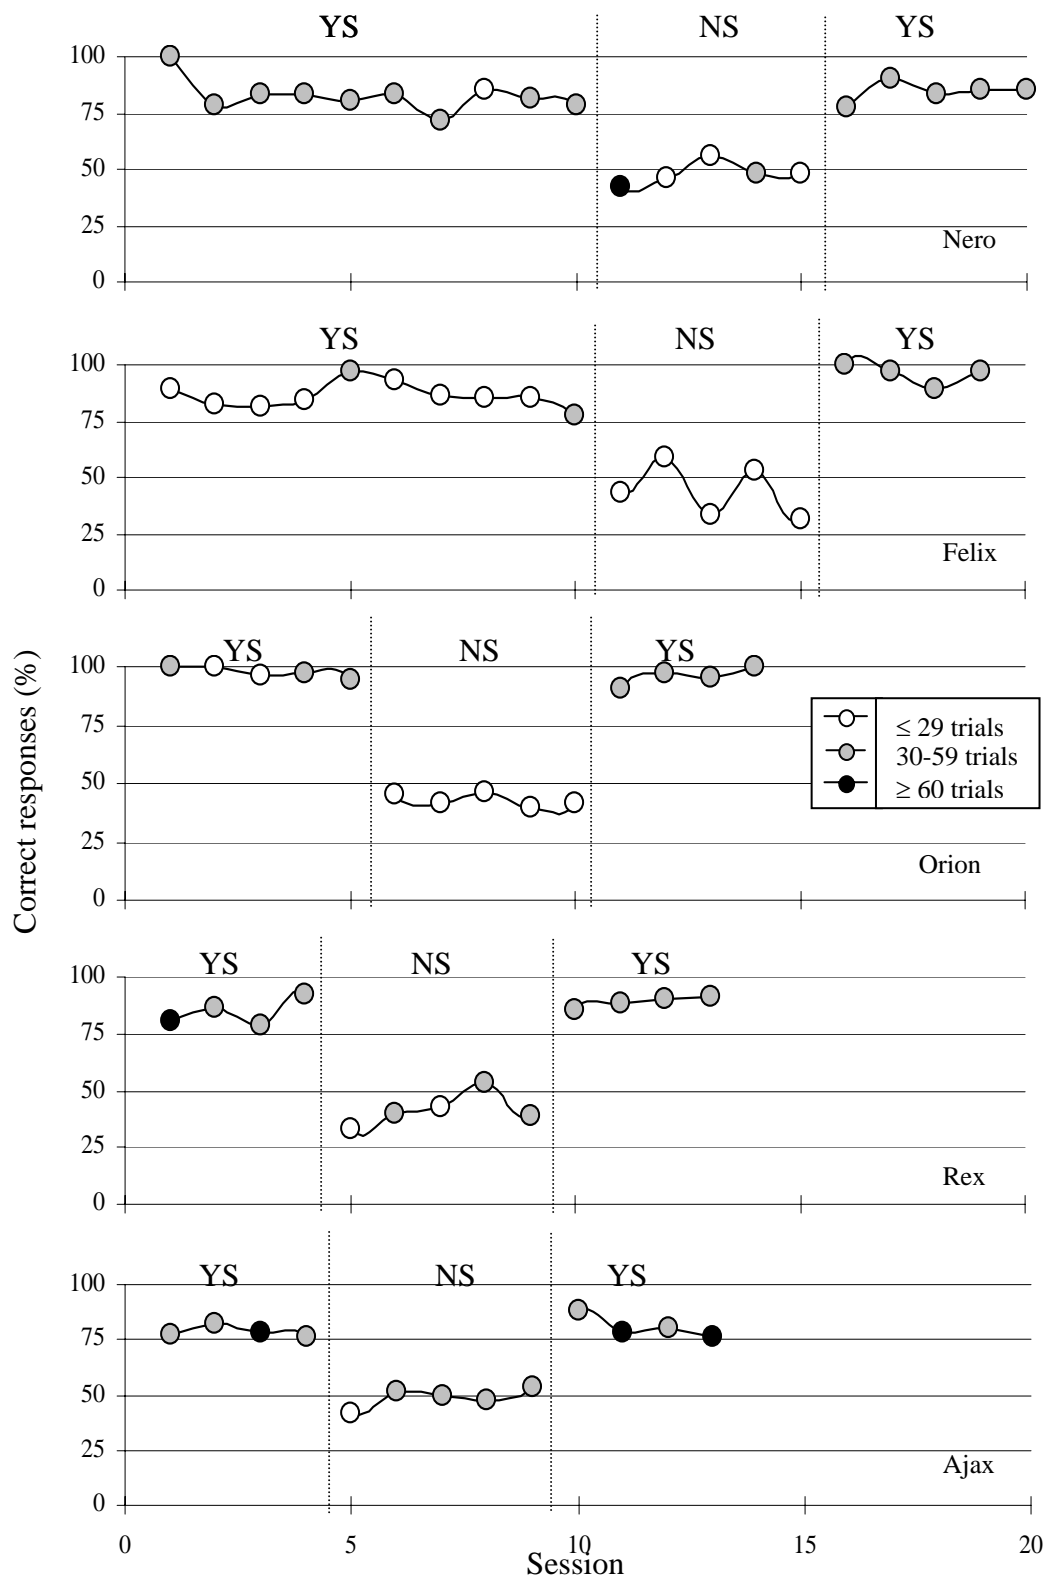 YS NS YS
100
75
50
25
0
Nero
YS NS YS
100
75
50
25
0
Felix
YS NS YS
100
75
50
25
0
Orion
≤ 29 trials
30-59 trials
≥ 60 trials
Correct responses (%)
YS NS YS
100
75
50
25
0
Rex
YS NS YS
100
75
50
25
0
Ajax
0 5 10 15 20
Session